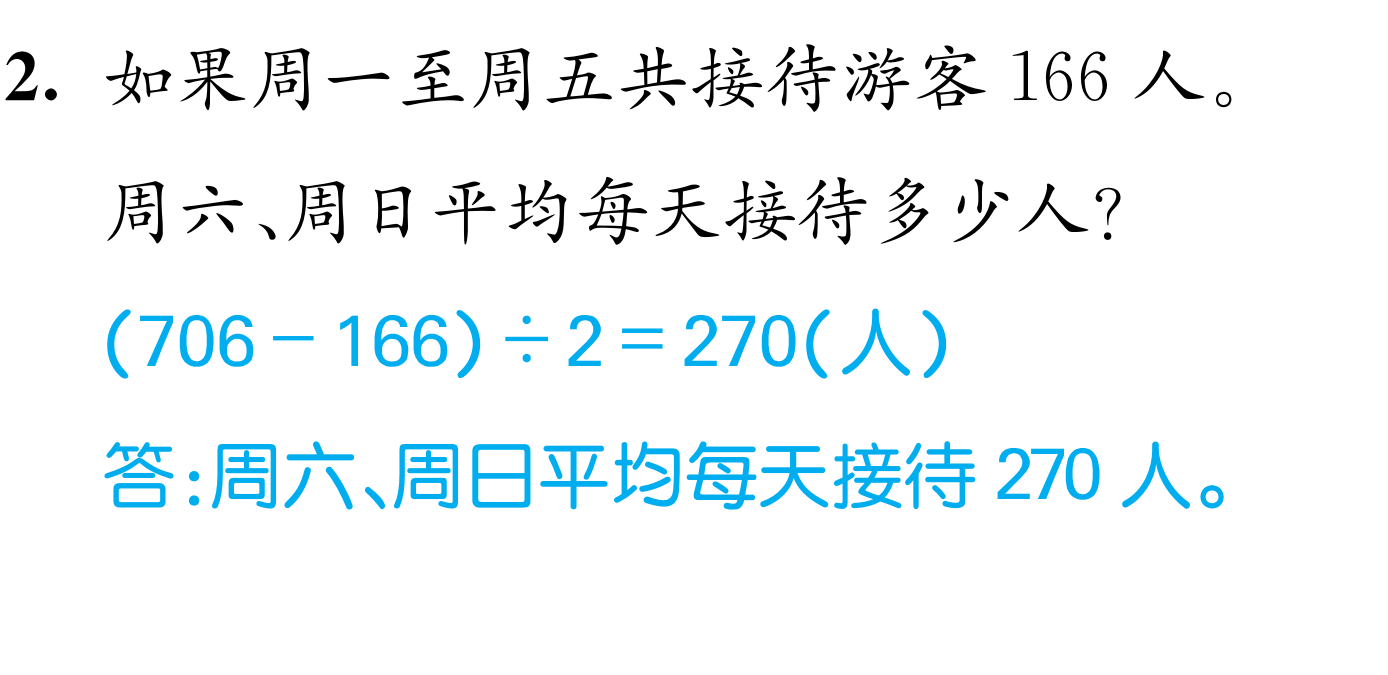 2. 如果周一至周五共接待游客 166 人。
周六、周日平均每天接待多少人?
(706－166)÷2＝270(人)
答:周六、周日平均每天接待 270 人。